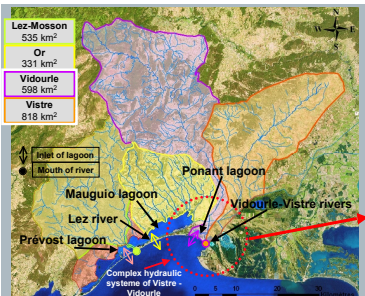 Lez-Mosson
535 km²
Or
331 km²
Vidourle
598 km²
Vistre
818 km²
N
W
E
S
Inlet of lagoon
Mouth of river
Ponant lagoon
Mauguio lagoon
Vidourle-Vistre rivers
Lez river
Prévost lagoon
Complex hydraulic
systeme of Vistre -
Vidourle
0 5 10 20 30